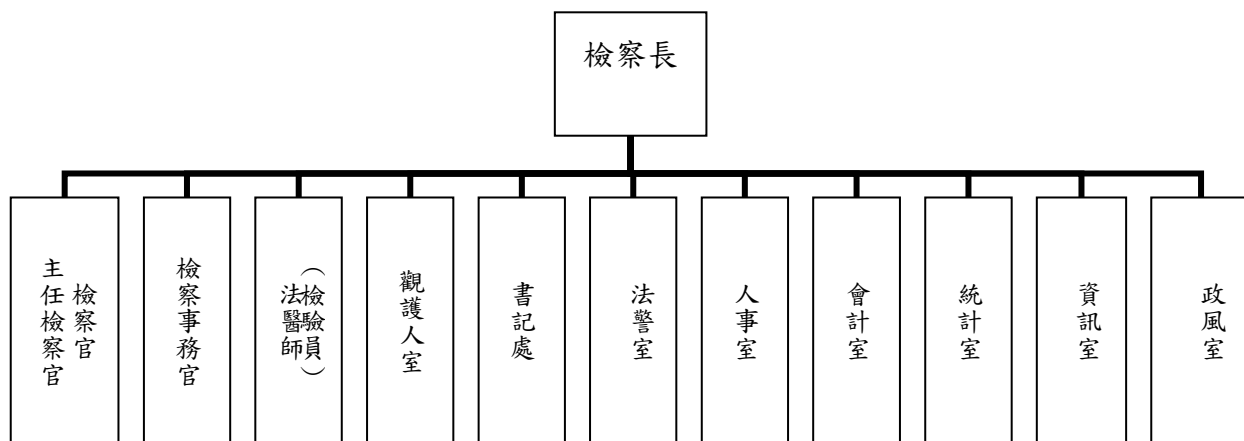 檢察長
主任檢察官
檢察官
檢察事務官
法醫師
（檢驗員）
觀護人室
書記處
法警室
人事室
會計室
統計室
資訊室
政風室